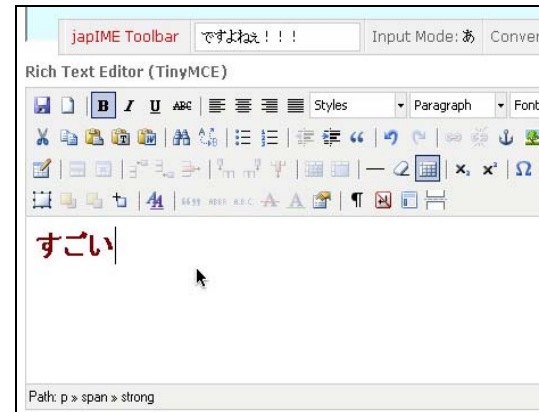 japIME Toolbar ですよねぇ！！！ Input Mode: あ Conver
Rich Text Editor (TinyMCE)
B I U ABC Styles Paragraph Font
すごい
Path: p » span » strong